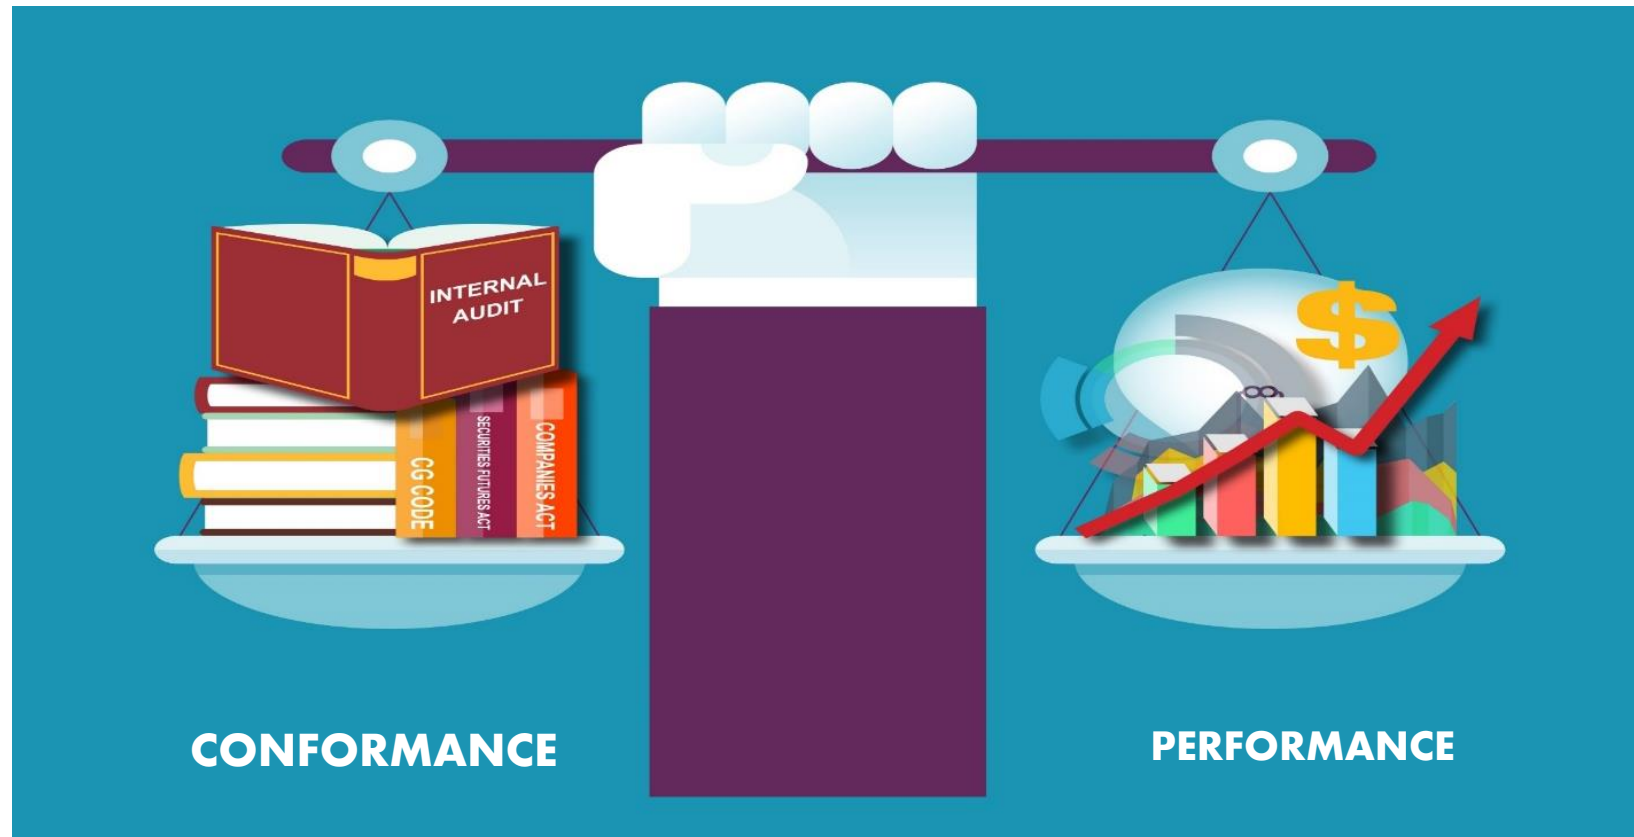 INTERNAL
AUDIT
CG CODE
SECURITIES FUTURES ACT
COMPANIES ACT
$
CONFORMANCE
PERFORMANCE